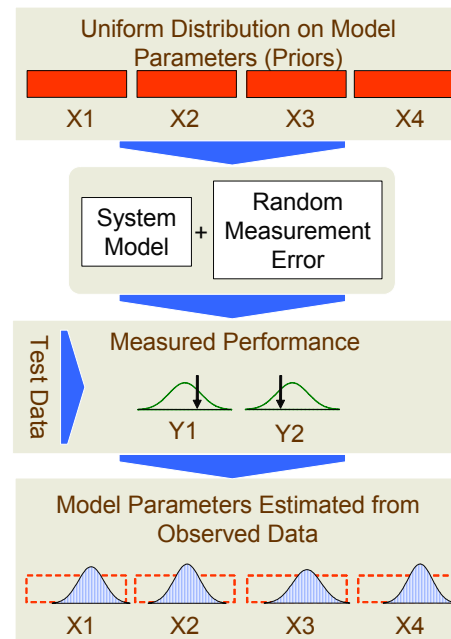 Uniform Distribution on Model
Parameters (Priors)
X1 X2 X3 X4
System
Model
+
Random
Measurement
Error
Test Data
Measured Performance
Y1 Y2
Model Parameters Estimated from
Observed Data
X1 X2 X3 X4